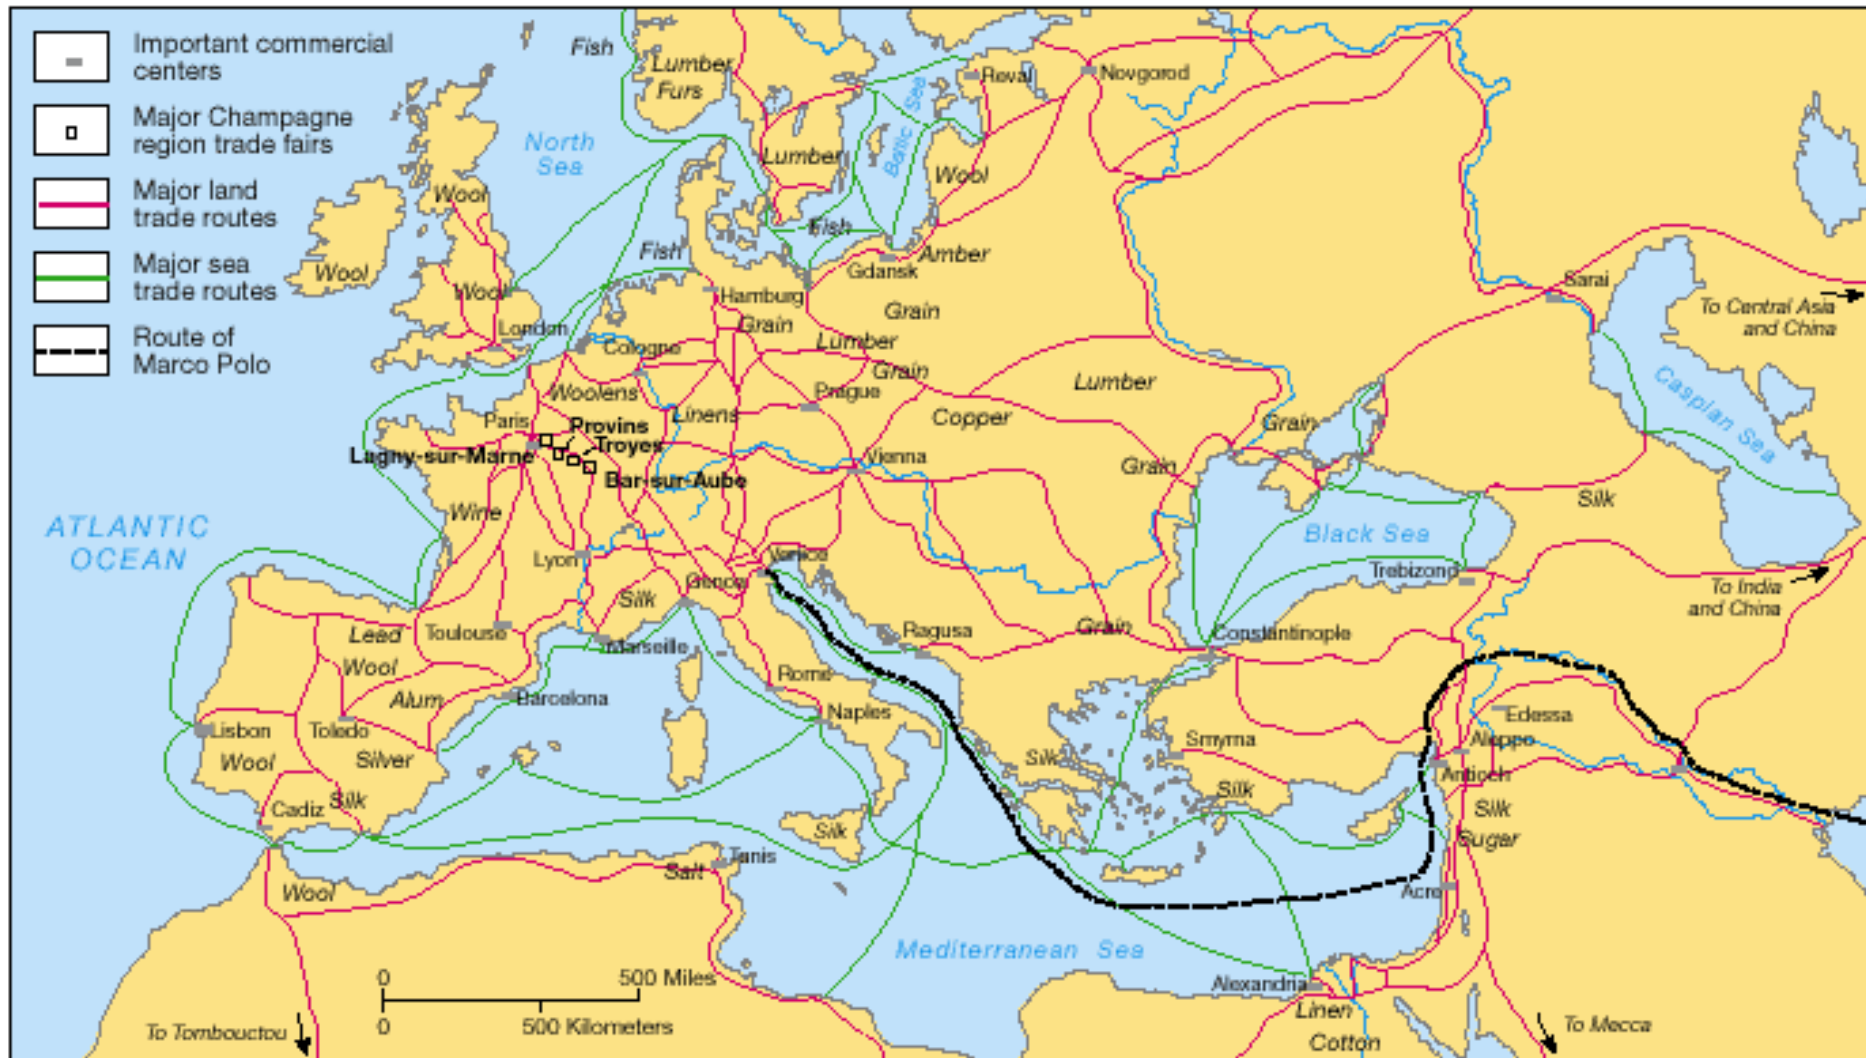 Important commercial
centers
Major Champagne
region trade fairs
Major land
trade routes
Major sea
trade routes
Route of
Marco Polo
Fish
Lumber
Furs
Reval
Novgorod
North
Sea
Baltic Sea
Lumber
Wool
Wool
Wool
Fish
Fish
Amber
Gdansk
Wool
London
Hamburg
Grain
Grain
Lumber
Grain
Cologne
Woolens
Linens
Prague
Copper
Lumber
Sarai
To Central Asia
and China
Caspian Sea
Paris
Provins
Troyes
Lagny-sur-Marne
Bar-sur-Aube
Vienna
Grain
Grain
Wine
ATLANTIC
OCEAN
Black Sea
Silk
Lyon
Venice
Genoa
Silk
Trebizond
To India
and China
Lead
Toulouse
Marseille
Ragusa
Grain
Constantinople
Wool
Alum
Barcelona
Rome
Naples
Lisbon
Toledo
Wool
Silver
Silk
Smyrna
Silk
Edessa
Aleppo
Antioch
Cadiz
Silk
Silk
Silk
Sugar
Tunis
Salt
Wool
Acre
Mediterranean Sea
Alexandria
Linen
Cotton
0 500 Miles
0 500 Kilometers
To Tombouctou
To Mecca